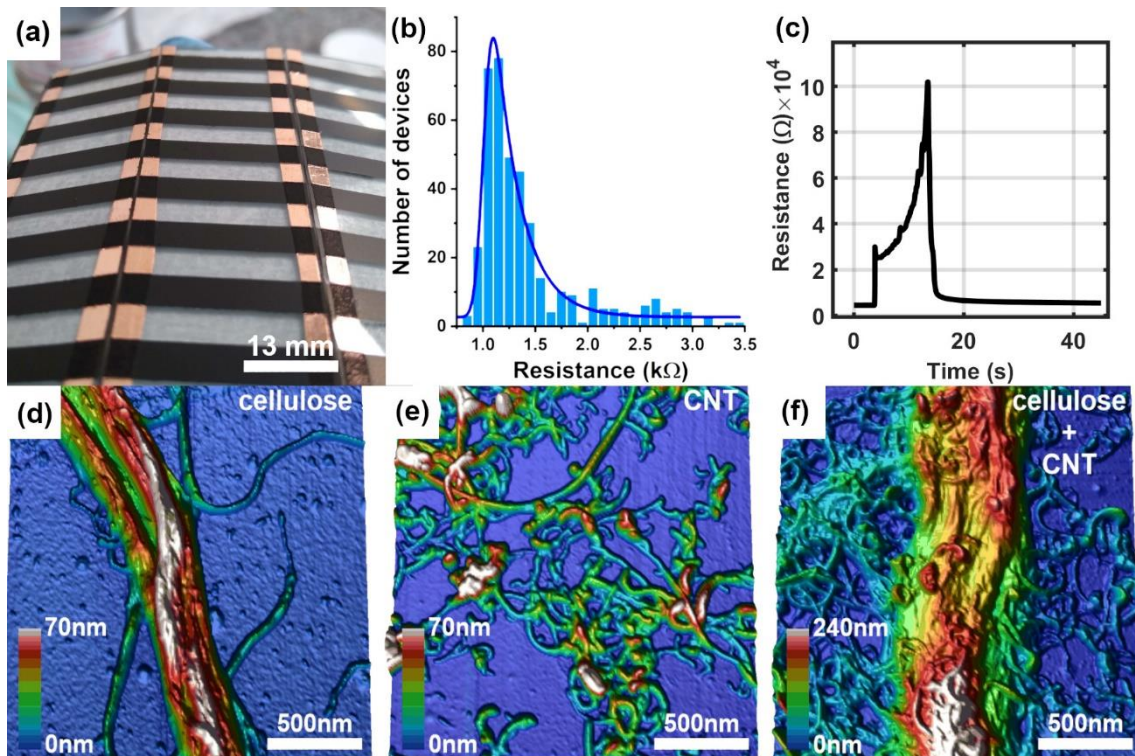 (a)
13 mm
(b)
Number of devices
80
60
40
20
0
1.0 1.5 2.0 2.5 3.0 3.5
Resistance (kΩ)
(c)
Resistance (Ω)×10⁴
10
8
6
4
2
0
0 20 40
Time (s)
(d)
cellulose
70nm
0nm
500nm
(e)
CNT
70nm
0nm
500nm
(f)
cellulose
+
CNT
240nm
0nm
500nm